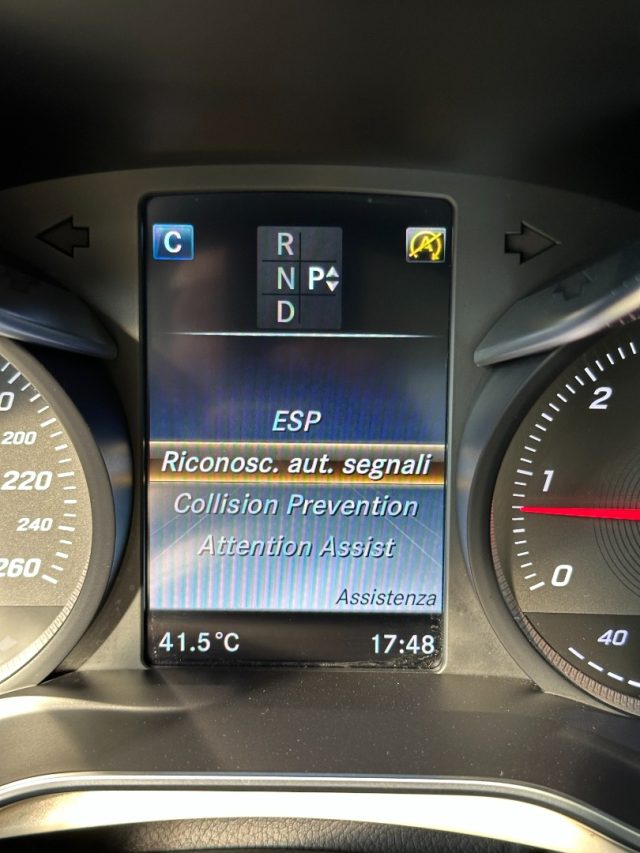 C
R
N P
D
A
ESP
Riconosc. aut. segnali
Collision Prevention
Attention Assist
Assistenza
41.5°C
17:48
200
220
240
260
2
1
0
40